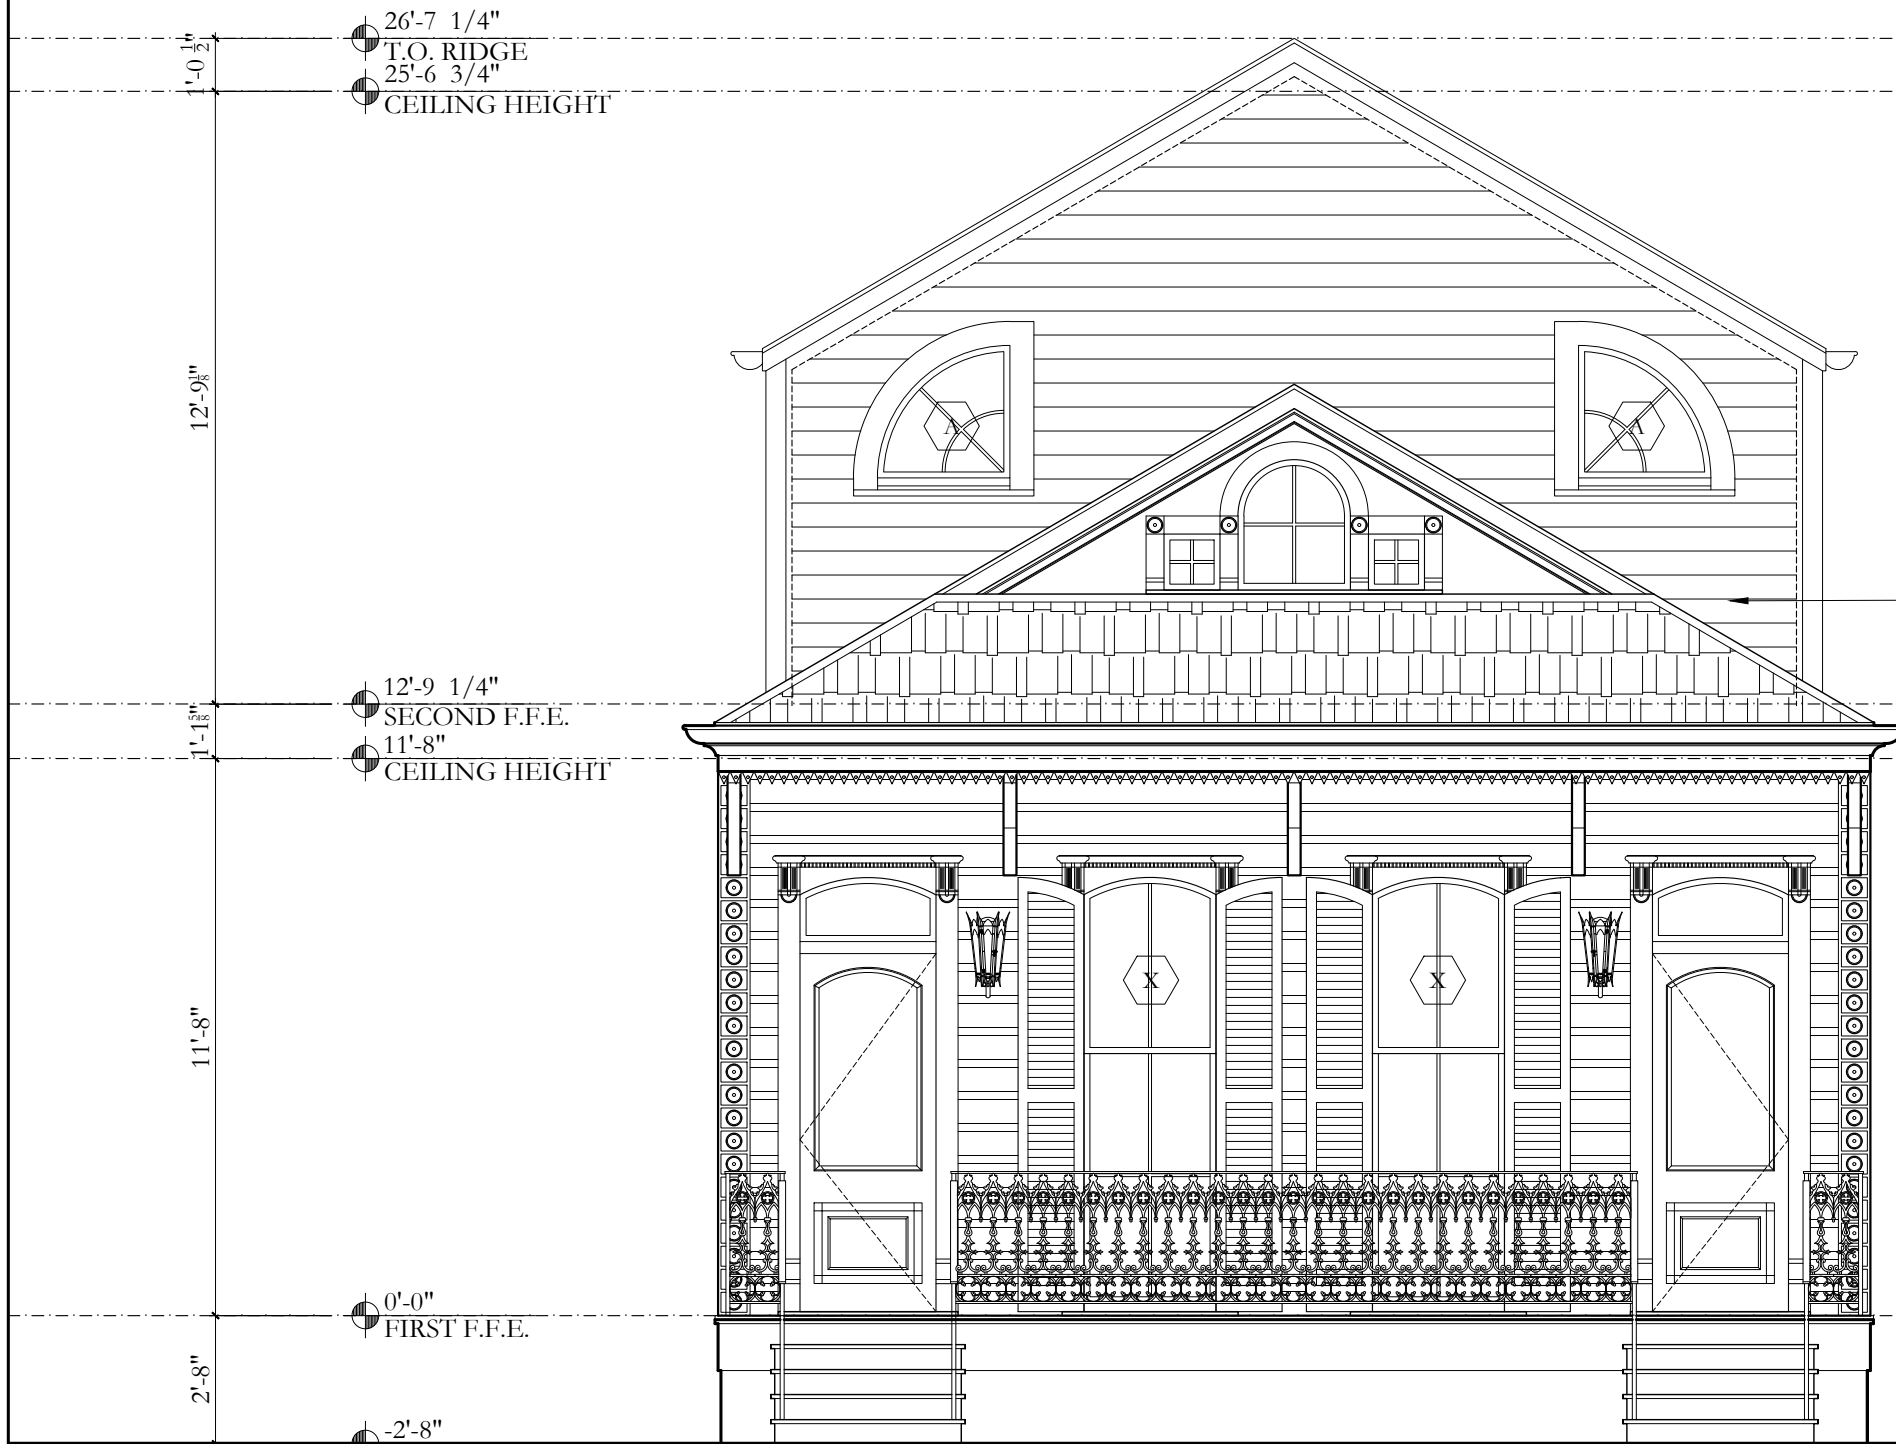 26'-7 1/4"
T.O. RIDGE
1'-0 1/2"
25'-6 3/4"
CEILING HEIGHT
12'-9 1/8"
A
A
12'-9 1/4"
SECOND F.F.E.
1'-1 5/8"
11'-8"
CEILING HEIGHT
X
X
11'-8"
0'-0"
FIRST F.F.E.
2'-8"
-2'-8"